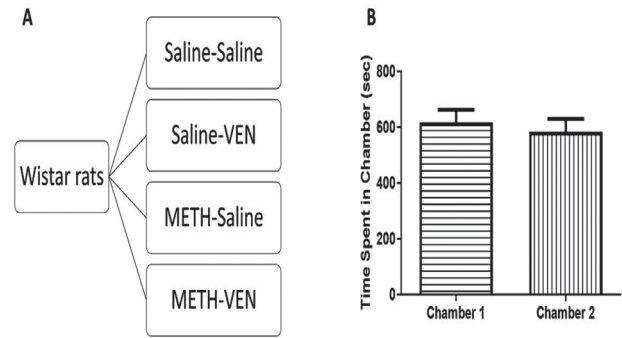 A
Wistar rats
Saline-Saline
Saline-VEN
METH-Saline
METH-VEN
B
Time Spent in Chamber (sec)
800
600
400
200
0
Chamber 1
Chamber 2